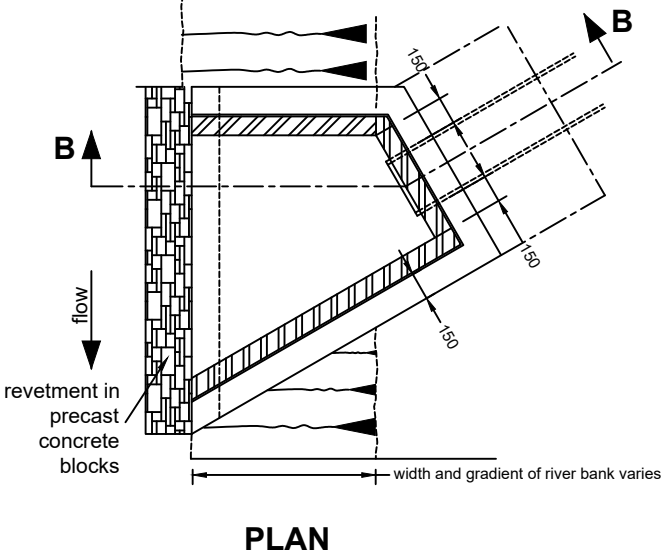 B
150
B
150
flow
150
revetment in
precast
concrete
blocks
width and gradient of river bank varies
PLAN